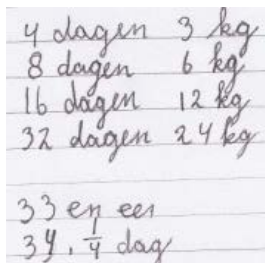 4 dagen 3 kg
8 dagen 6 kg
16 dagen 12 kg
32 dagen 24 kg
33 en een
34, 1/4 dag